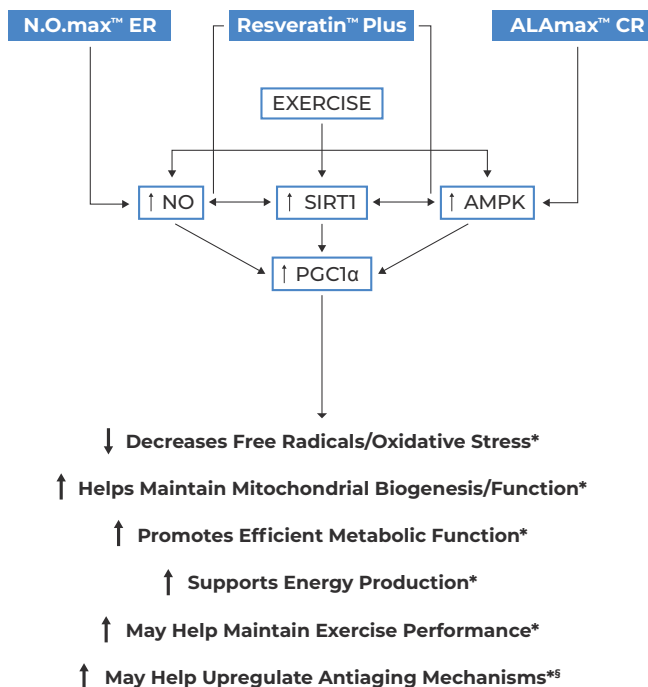 N.O.max™ ER
Resveratin™ Plus
ALAmax™ CR
EXERCISE
↑ NO
↑ SIRT1
↑ AMPK
↑ PGC1α
↓ Decreases Free Radicals/Oxidative Stress*
↑ Helps Maintain Mitochondrial Biogenesis/Function*
↑ Promotes Efficient Metabolic Function*
↑ Supports Energy Production*
↑ May Help Maintain Exercise Performance*
↑ May Help Upregulate Antiaging Mechanisms*§